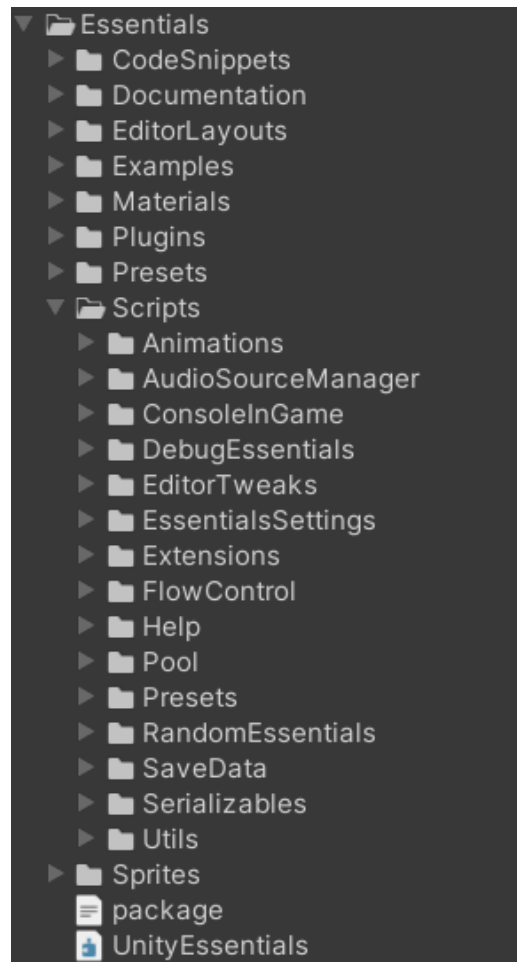 Essentials
CodeSnippets
Documentation
EditorLayouts
Examples
Materials
Plugins
Presets
Scripts
Animations
AudioSourceManager
ConsoleInGame
DebugEssentials
EditorTweaks
EssentialsSettings
Extensions
FlowControl
Help
Pool
Presets
RandomEssentials
SaveData
Serializables
Utils
Sprites
package
UnityEssentials